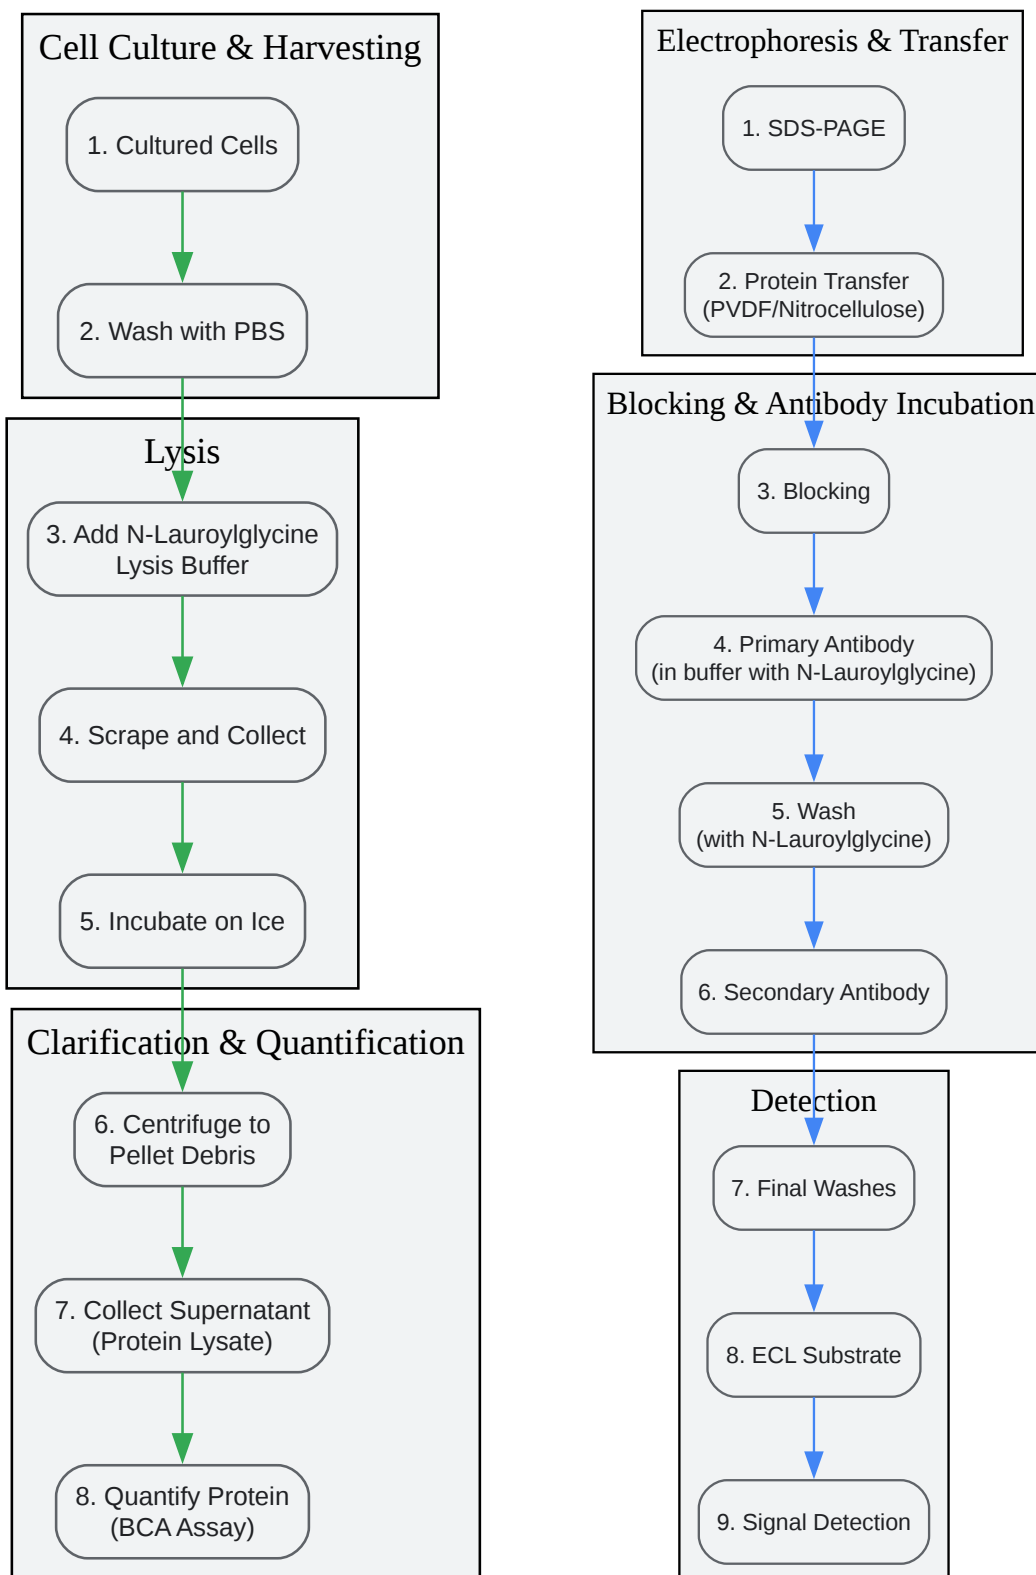 Cell Culture & Harvesting
1. Cultured Cells
2. Wash with PBS
Lysis
3. Add N-Lauroylglycine
Lysis Buffer
4. Scrape and Collect
5. Incubate on Ice
Clarification & Quantification
6. Centrifuge to
Pellet Debris
7. Collect Supernatant
(Protein Lysate)
8. Quantify Protein
(BCA Assay)
Electrophoresis & Transfer
1. SDS-PAGE
2. Protein Transfer
(PVDF/Nitrocellulose)
Blocking & Antibody Incubation
3. Blocking
4. Primary Antibody
(in buffer with N-Lauroylglycine)
5. Wash
(with N-Lauroylglycine)
6. Secondary Antibody
Detection
7. Final Washes
8. ECL Substrate
9. Signal Detection